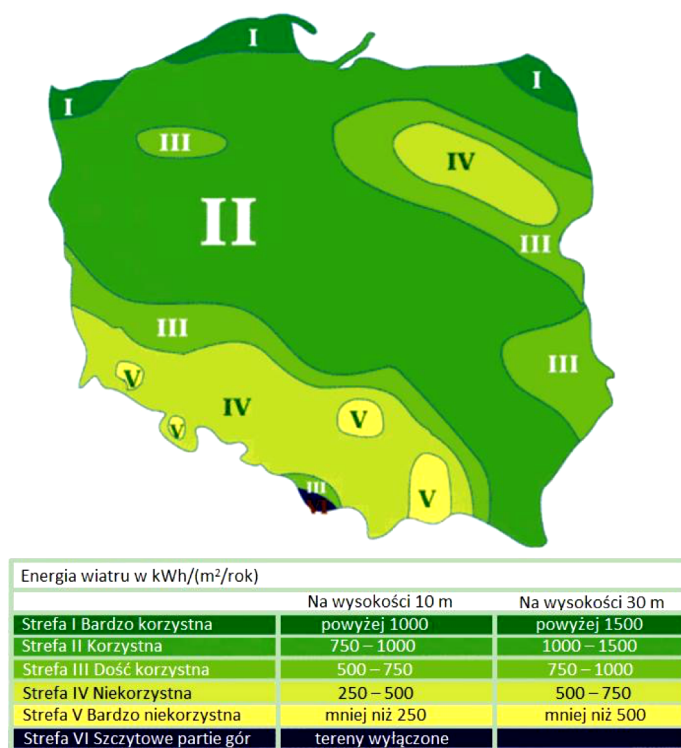 I
I
I
III
IV
II
III
III
III
V
IV
V
V
V
III
VI
Energia wiatru w kWh/(m²/rok)
Na wysokości 10 m Na wysokości 30 m
Strefa I Bardzo korzystna powyżej 1000 powyżej 1500
Strefa II Korzystna 750 – 1000 1000 – 1500
Strefa III Dość korzystna 500 – 750 750 – 1000
Strefa IV Niekorzystna 250 – 500 500 – 750
Strefa V Bardzo niekorzystna mniej niż 250 mniej niż 500
Strefa VI Szczytowe partie gór tereny wyłączone